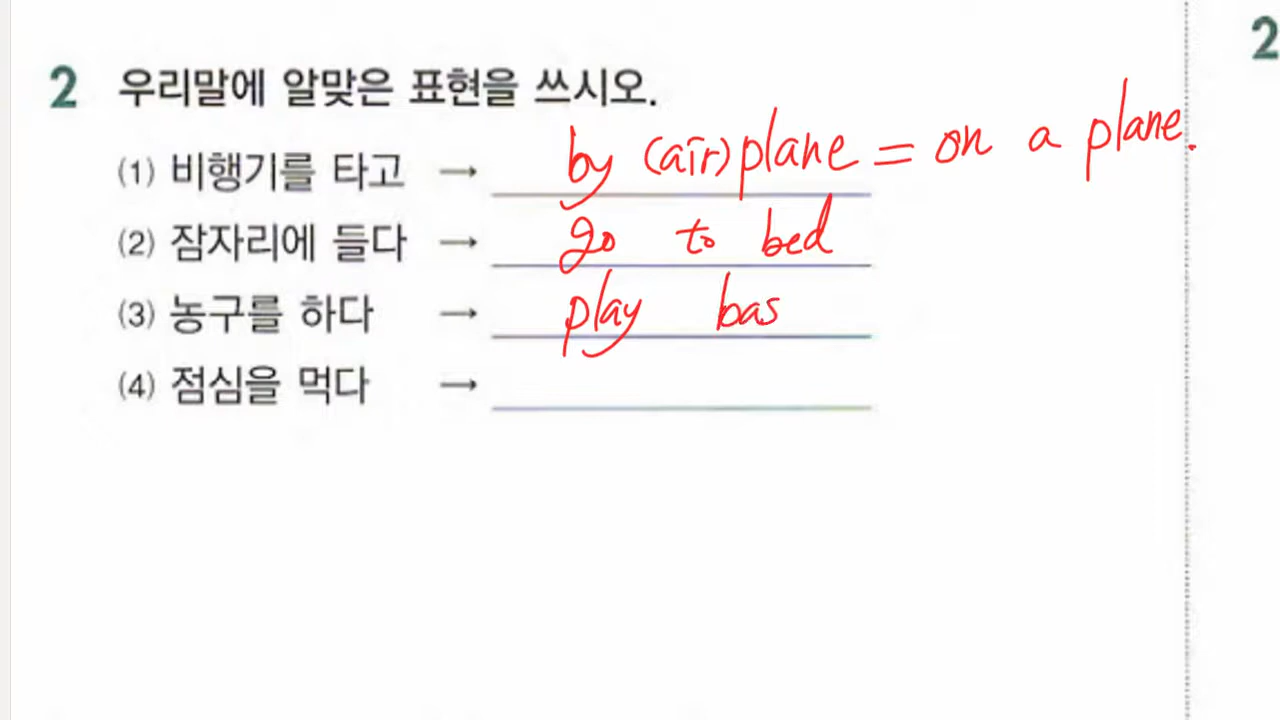 2 우리말에 알맞은 표현을 쓰시오.
(1) 비행기를 타고 → by (air)plane = on a plane.
(2) 잠자리에 들다 → go to bed
(3) 농구를 하다 → play bas
(4) 점심을 먹다 →
2